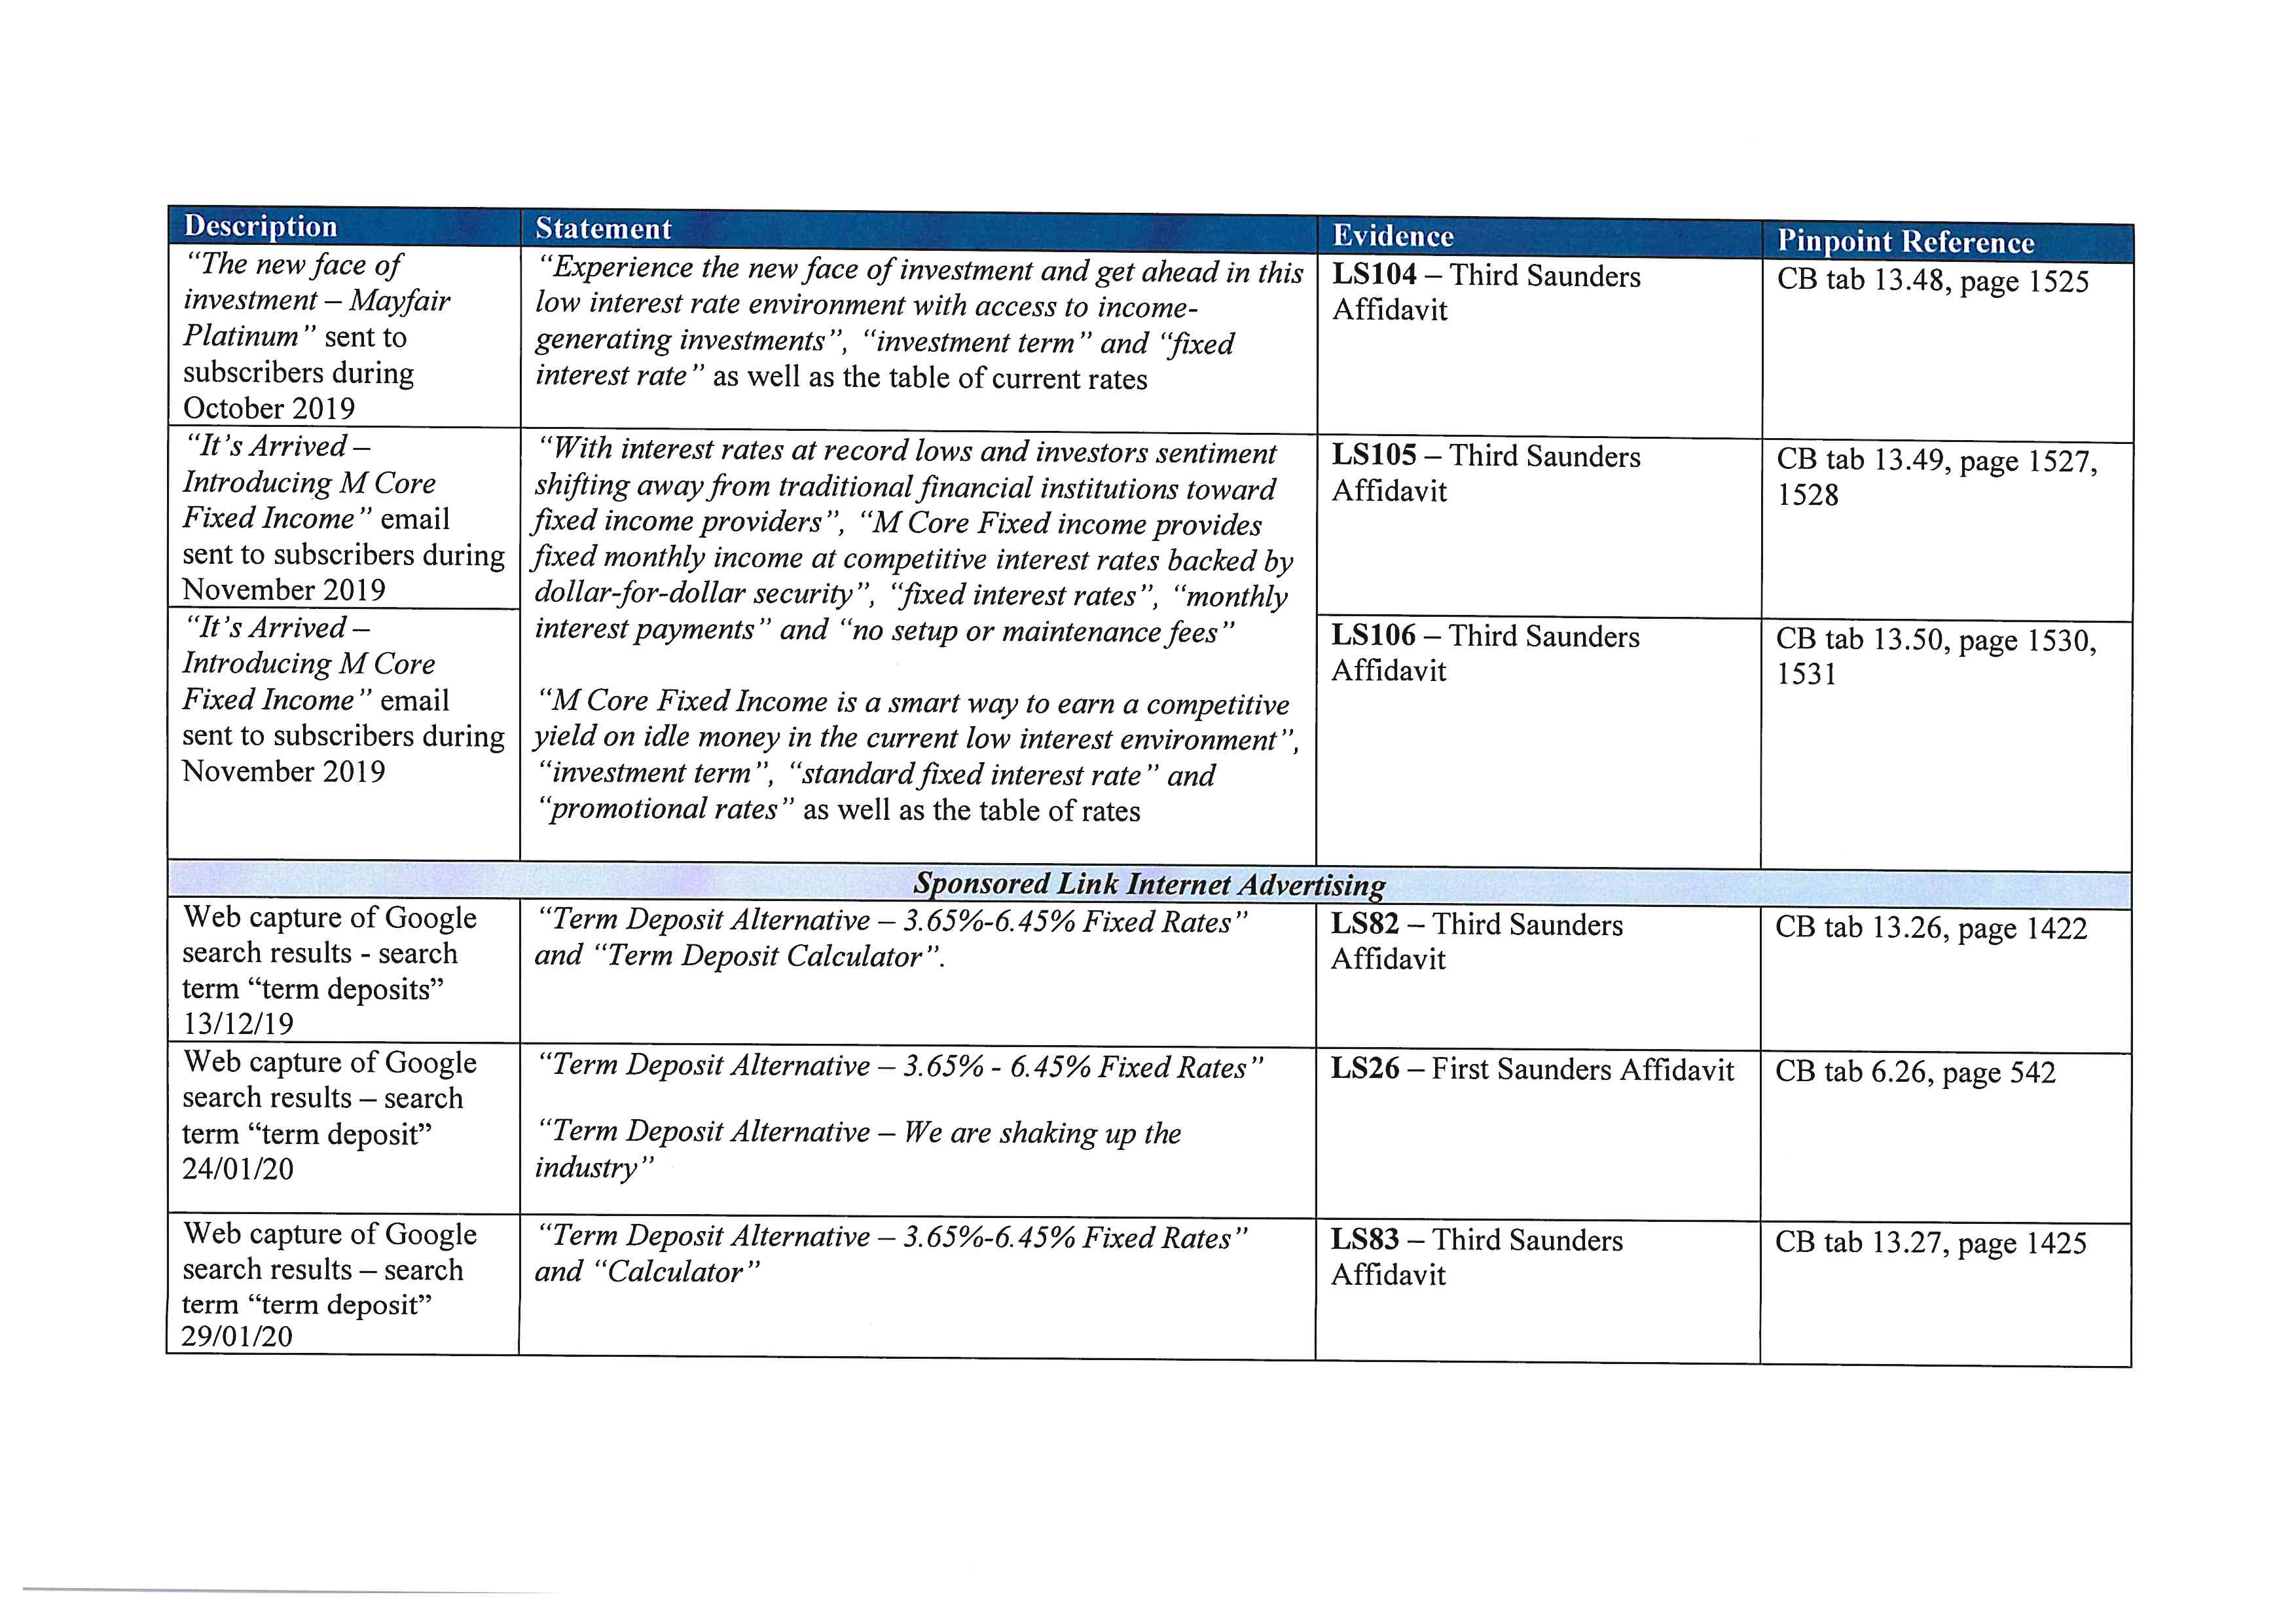 Description
Statement
Evidence
Pinpoint Reference
“The new face of
investment – Mayfair
Platinum” sent to
subscribers during
October 2019
“Experience the new face of investment and get ahead in this
low interest rate environment with access to income-
generating investments”, “investment term” and “fixed
interest rate” as well as the table of current rates
LS104 – Third Saunders
Affidavit
CB tab 13.48, page 1525
“It’s Arrived –
Introducing M Core
Fixed Income” email
sent to subscribers during
November 2019
“With interest rates at record lows and investors sentiment
shifting away from traditional financial institutions toward
fixed income providers”, “M Core Fixed income provides
fixed monthly income at competitive interest rates backed by
dollar-for-dollar security”, “fixed interest rates”, “monthly
interest payments” and “no setup or maintenance fees”
“M Core Fixed Income is a smart way to earn a competitive
yield on idle money in the current low interest environment”,
“investment term”, “standard fixed interest rate” and
“promotional rates” as well as the table of rates
LS105 – Third Saunders
Affidavit
CB tab 13.49, page 1527,
1528
“It’s Arrived –
Introducing M Core
Fixed Income” email
sent to subscribers during
November 2019
LS106 – Third Saunders
Affidavit
CB tab 13.50, page 1530,
1531
Sponsored Link Internet Advertising
Web capture of Google
search results - search
term “term deposits”
13/12/19
“Term Deposit Alternative – 3.65%-6.45% Fixed Rates”
and “Term Deposit Calculator”.
LS82 – Third Saunders
Affidavit
CB tab 13.26, page 1422
Web capture of Google
search results – search
term “term deposit”
24/01/20
“Term Deposit Alternative – 3.65% - 6.45% Fixed Rates”
“Term Deposit Alternative – We are shaking up the
industry”
LS26 – First Saunders Affidavit
CB tab 6.26, page 542
Web capture of Google
search results – search
term “term deposit”
29/01/20
“Term Deposit Alternative – 3.65%-6.45% Fixed Rates”
and “Calculator”
LS83 – Third Saunders
Affidavit
CB tab 13.27, page 1425